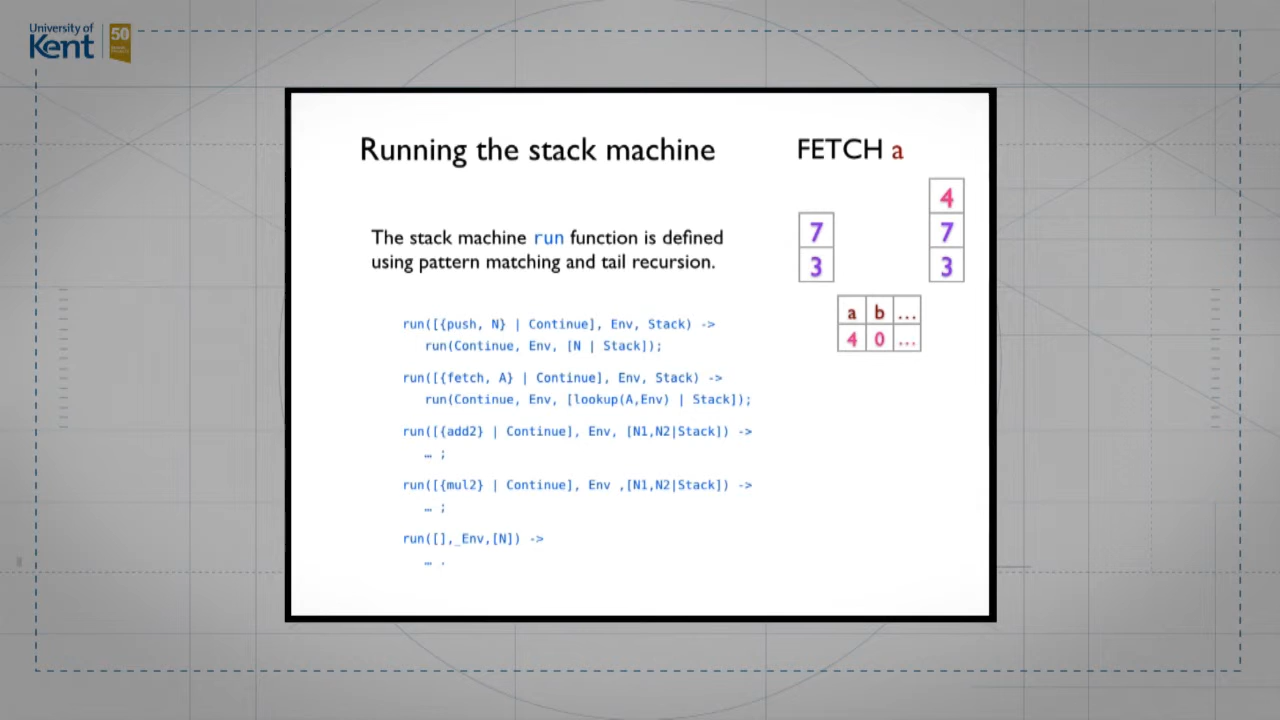 University of
Kent
50
Running the stack machine
FETCH a
4
7
7
3
3
The stack machine run function is defined
using pattern matching and tail recursion.
a b ...
4 0 ...
run([{push, N} | Continue], Env, Stack) ->
run(Continue, Env, [N | Stack]);
run([{fetch, A} | Continue], Env, Stack) ->
run(Continue, Env, [lookup(A,Env) | Stack]);
run([{add2} | Continue], Env, [N1,N2|Stack]) ->
… ;
run([{mul2} | Continue], Env ,[N1,N2|Stack]) ->
… ;
run([],_Env,[N]) ->
… .